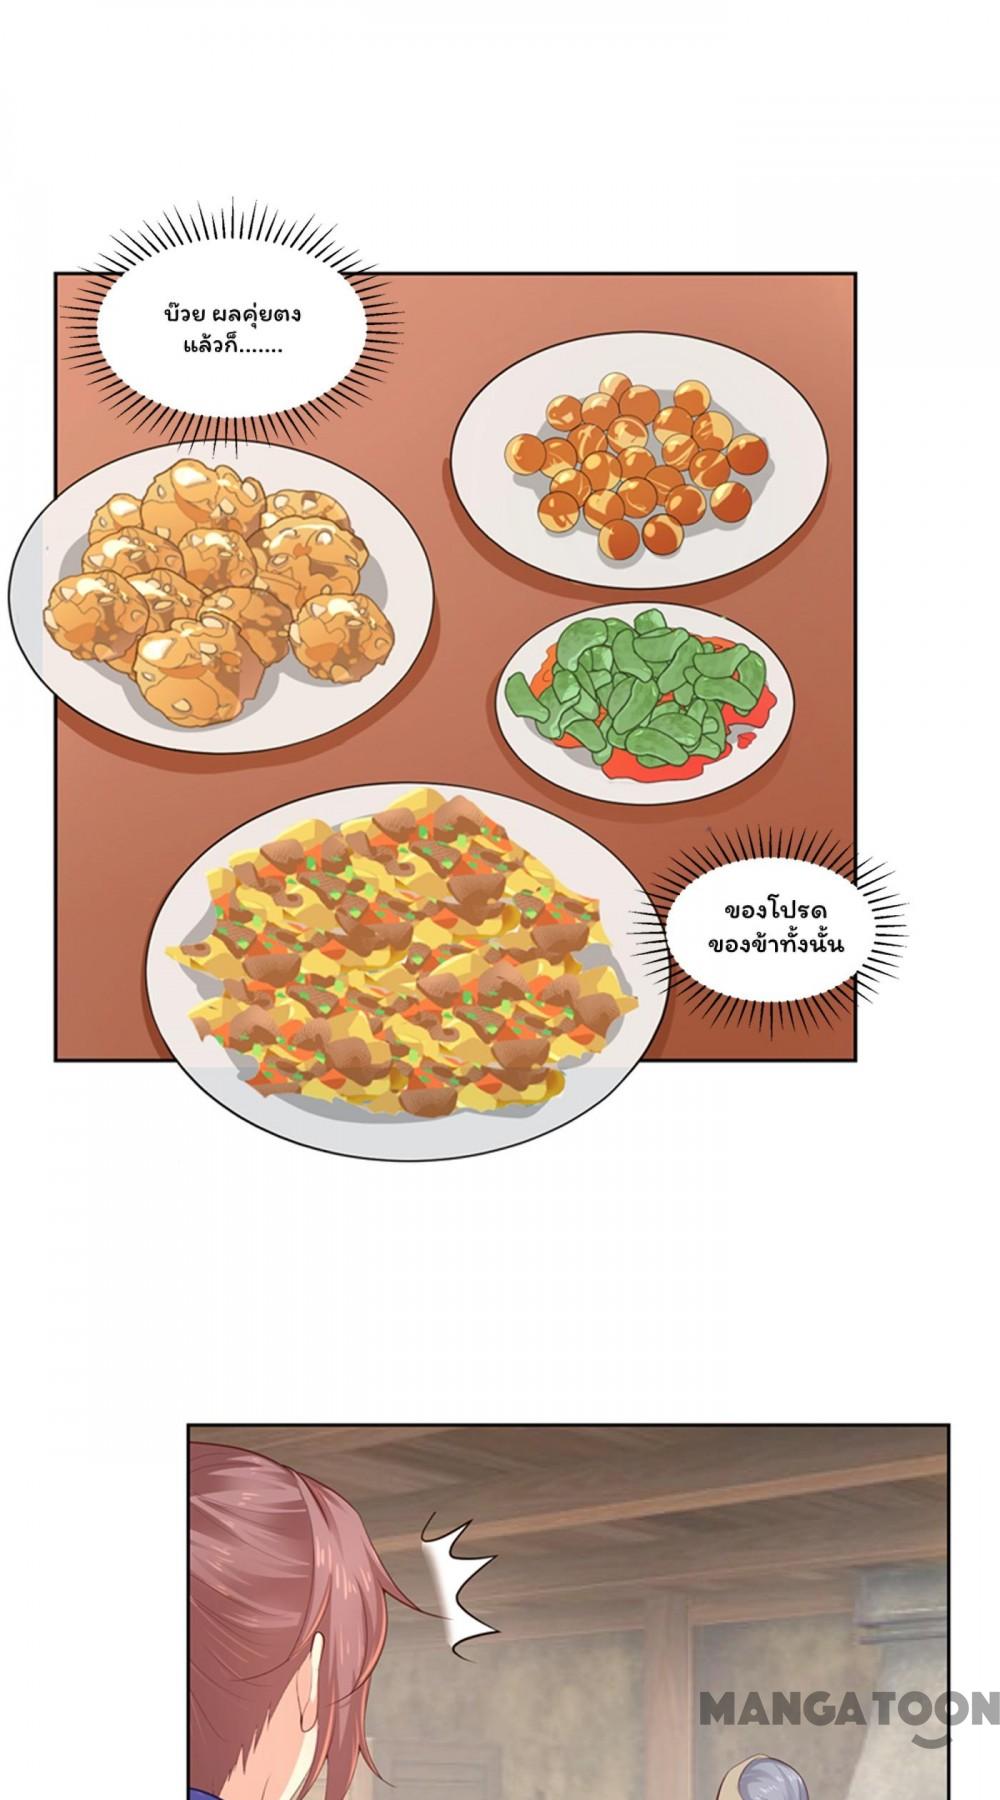 บ๊วย ผลคุ่ยตง
แล้วก็.......
ของโปรด
ของข้าทั้งนั้น
MANGATOON